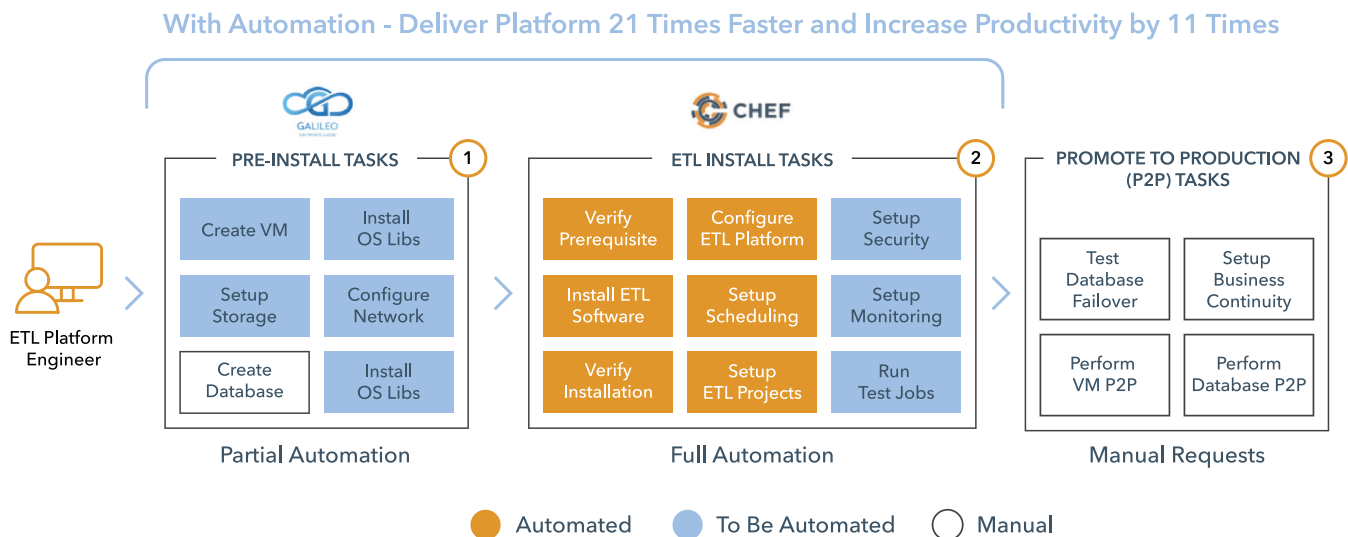 With Automation - Deliver Platform 21 Times Faster and Increase Productivity by 11 Times
GALILEO
CHEF
PRE-INSTALL TASKS
1
Create VM
Install
OS Libs
Setup
Storage
Configure
Network
Create
Database
Install
OS Libs
Partial Automation
ETL INSTALL TASKS
2
Verify
Prerequisite
Configure
ETL Platform
Setup
Security
Install ETL
Software
Setup
Scheduling
Setup
Monitoring
Verify
Installation
Setup
ETL Projects
Run
Test Jobs
Full Automation
PROMOTE TO PRODUCTION
(P2P) TASKS
3
Test
Database
Failover
Setup
Business
Continuity
Perform
VM P2P
Perform
Database P2P
Manual Requests
ETL Platform
Engineer
Automated
To Be Automated
Manual